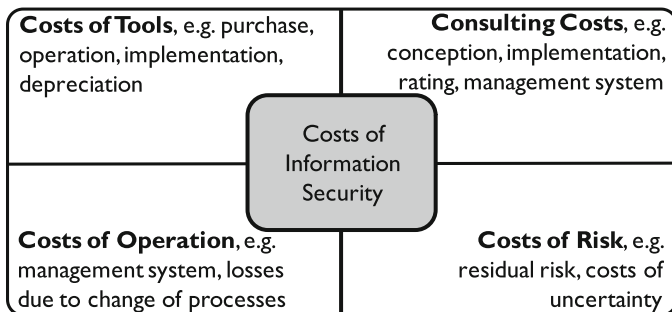 Costs of Tools, e.g. purchase,
operation, implementation,
depreciation
Consulting Costs, e.g.
conception, implementation,
rating, management system
Costs of
Information
Security
Costs of Operation, e.g.
management system, losses
due to change of processes
Costs of Risk, e.g.
residual risk, costs of
uncertainty